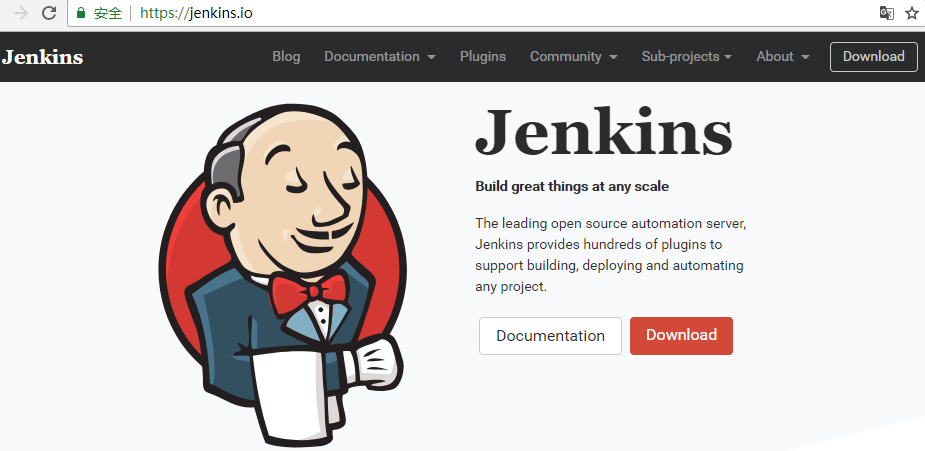 安全 https://jenkins.io
Jenkins Blog Documentation Plugins Community Sub-projects About Download
Jenkins
Build great things at any scale
The leading open source automation server,
Jenkins provides hundreds of plugins to
support building, deploying and automating
any project.
Documentation Download